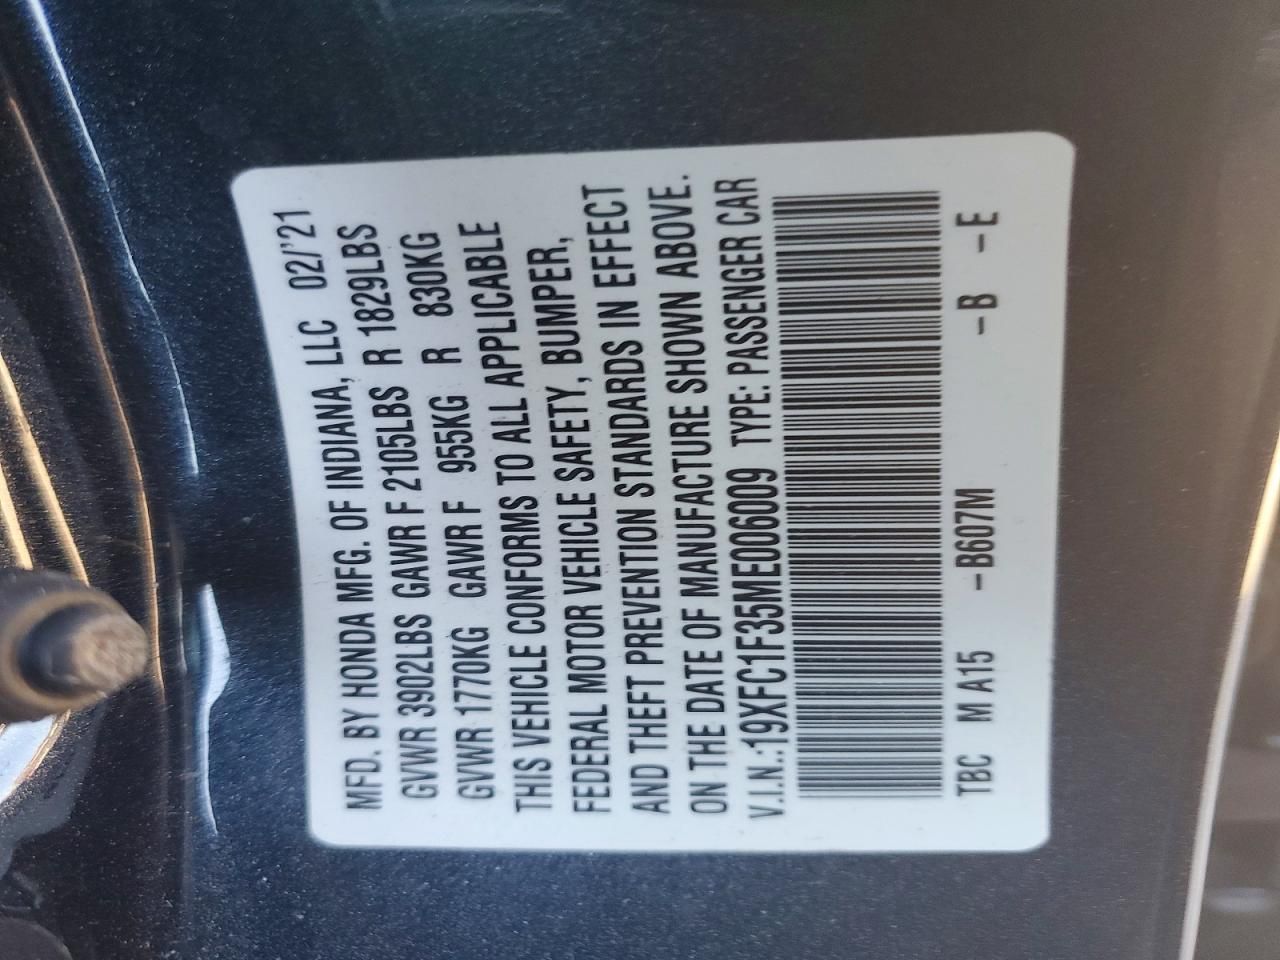 MFD. BY HONDA MFG. OF INDIANA, LLC 02/'21
GVWR 3902LBS GAWR F 2105LBS R 1829LBS
GVWR 1770KG GAWR F 955KG R 830KG
THIS VEHICLE CONFORMS TO ALL APPLICABLE
FEDERAL MOTOR VEHICLE SAFETY, BUMPER,
AND THEFT PREVENTION STANDARDS IN EFFECT
ON THE DATE OF MANUFACTURE SHOWN ABOVE.
V.I.N.:19XFC1F35ME006009 TYPE: PASSENGER CAR
TBC M A15 -B607M -B -E